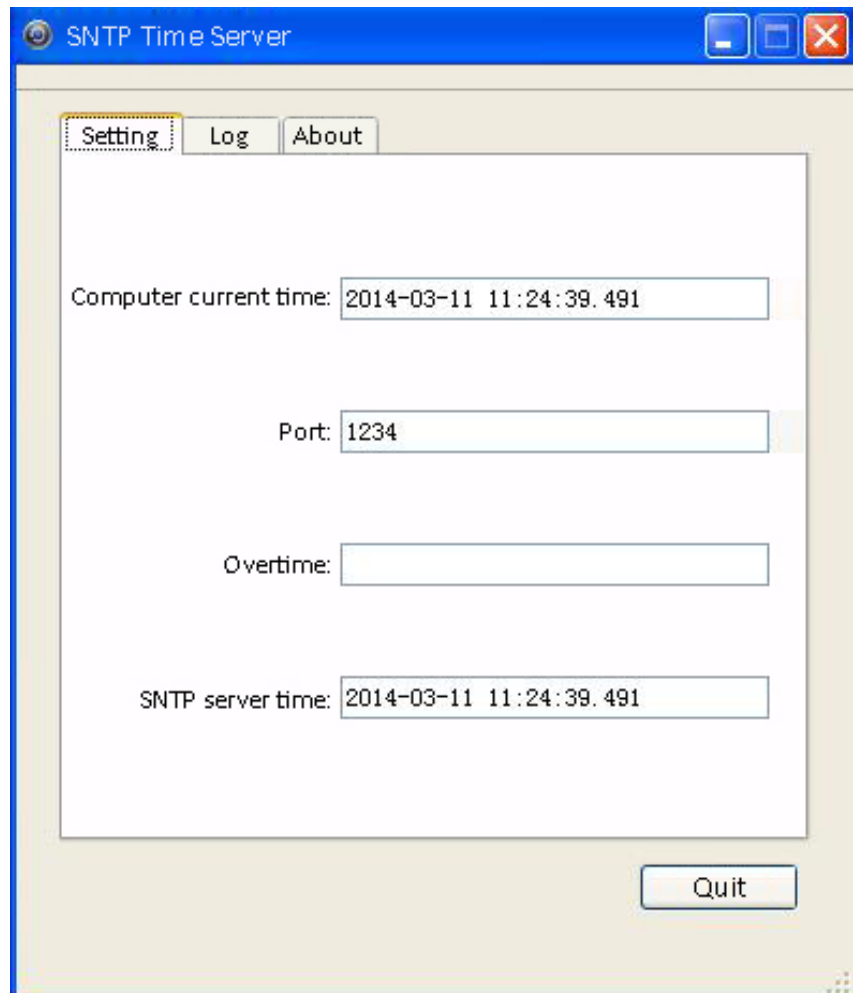 SNTP Time Server
Setting Log About
Computer current time: 2014-03-11 11:24:39.491
Port: 1234
Overtime:
SNTP server time: 2014-03-11 11:24:39.491
Quit